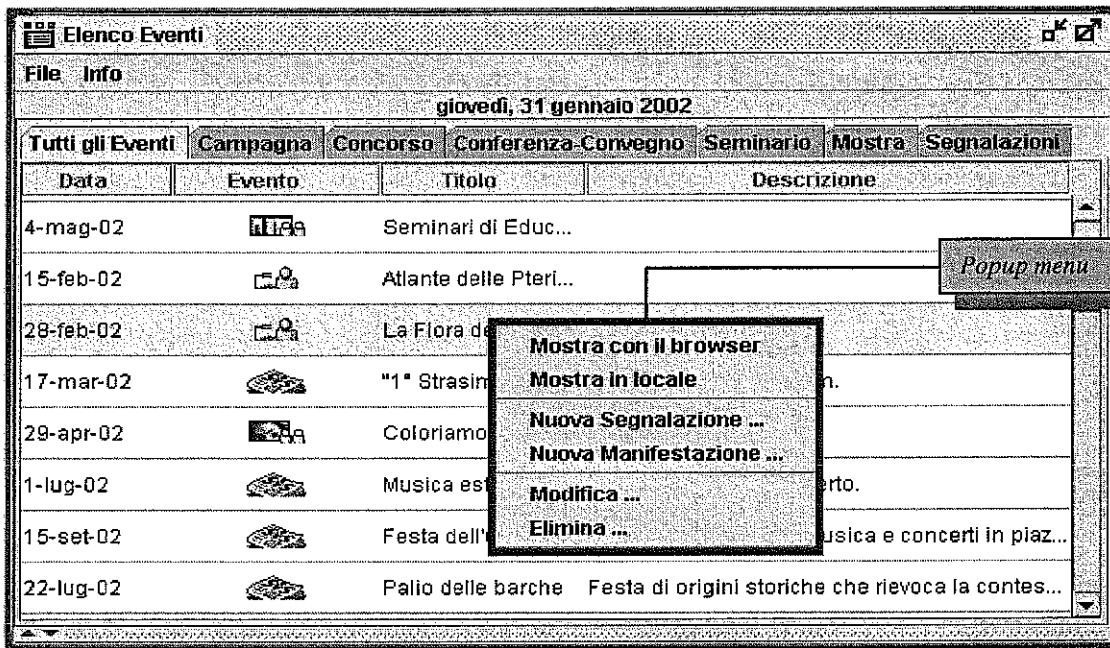 Elenco Eventi
File Info
giovedì, 31 gennaio 2002
Tutti gli Eventi Campagna Concorso Conferenza-Convegno Seminario Mostra Segnalazioni
Data Evento Titolo Descrizione
4-mag-02 Seminari di Educ...
Popup menu
15-feb-02 Atlante delle Pteri...
28-feb-02 La Flora de
Mostra con il browser
Mostra in locale
17-mar-02 "1" Strasim n.
Nuova Segnalazione ...
29-apr-02 Coloriamo
Nuova Manifestazione ...
1-lug-02 Musica est erto.
Modifica ...
Elimina ...
15-set-02 Festa dell' usica e concerti in piaz...
22-lug-02 Palio delle barche Festa di origini storiche che rievoca la contes...